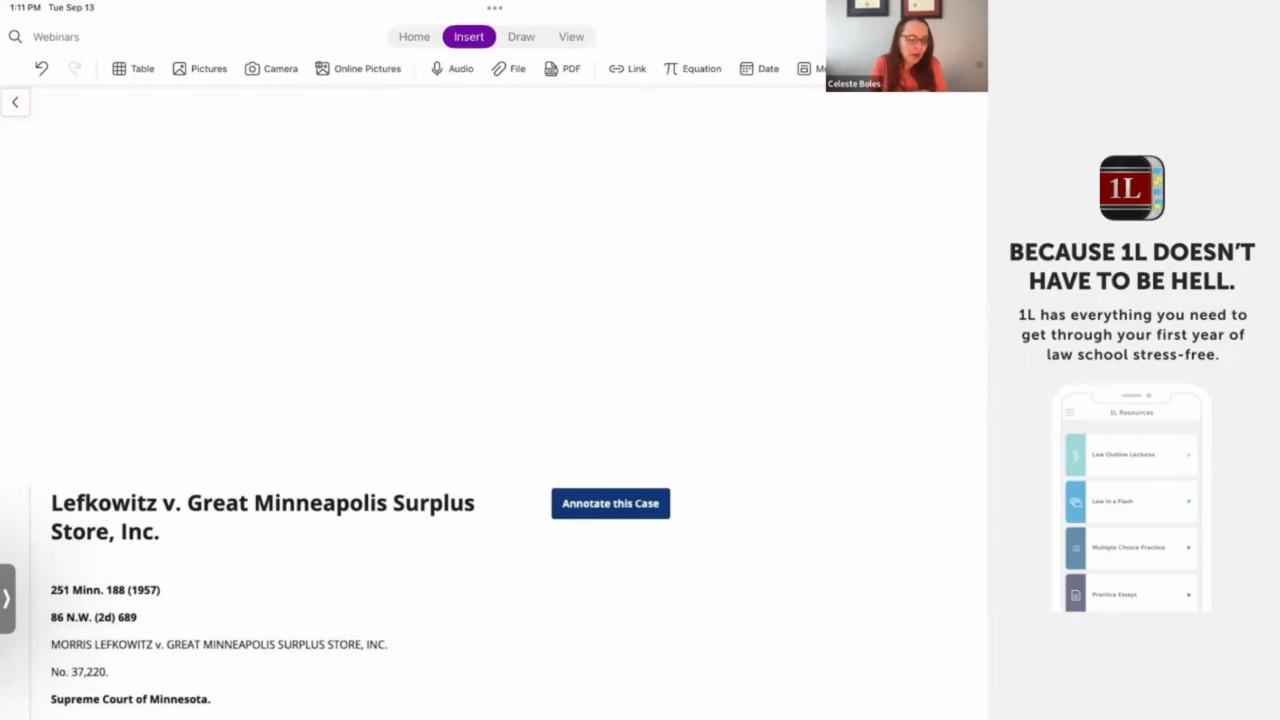 1:11 PM Tue Sep 13
Webinars
Home Insert Draw View
Table Pictures Camera Online Pictures Audio File PDF Link Equation Date
Celeste Boles
1L
BECAUSE 1L DOESN'T
HAVE TO BE HELL.
1L has everything you need to
get through your first year of
law school stress-free.
1L Resources
Law Outline Lectures
Law in a Flash
Multiple Choice Practice
Practice Essays
Lefkowitz v. Great Minneapolis Surplus
Store, Inc.
Annotate this Case
251 Minn. 188 (1957)
86 N.W. (2d) 689
MORRIS LEFKOWITZ v. GREAT MINNEAPOLIS SURPLUS STORE, INC.
No. 37,220.
Supreme Court of Minnesota.